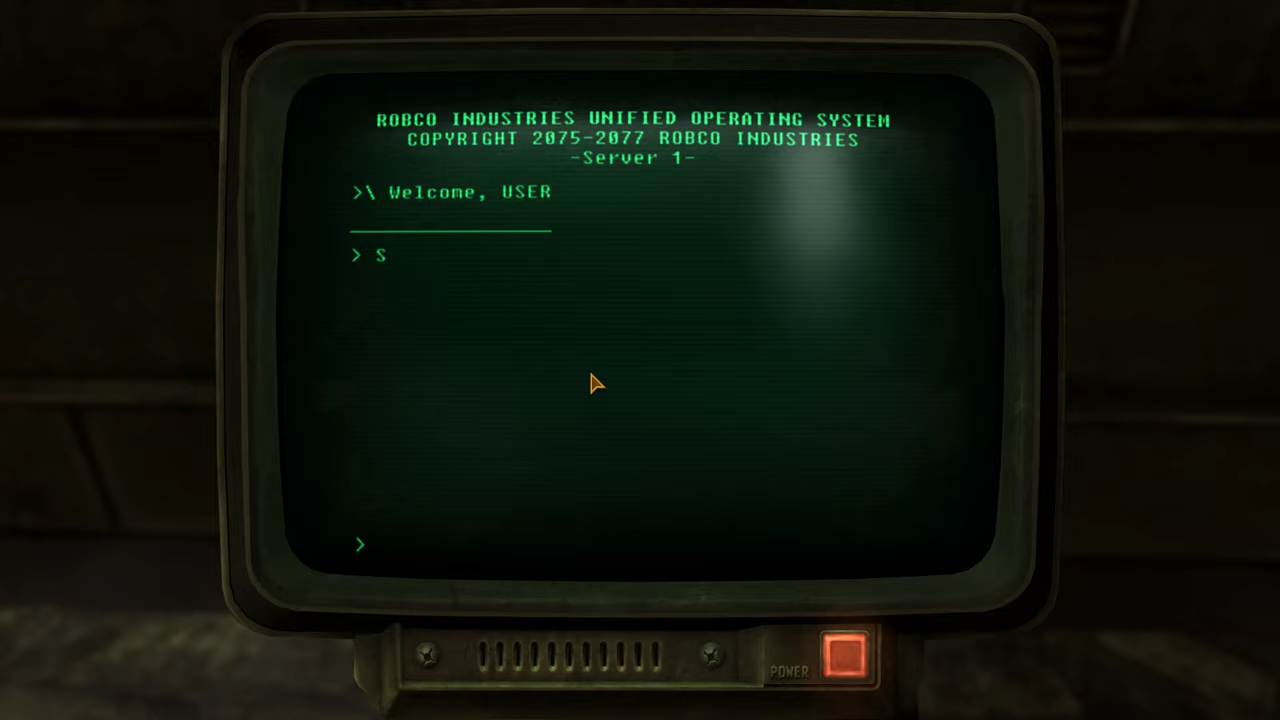 ROBCO INDUSTRIES UNIFIED OPERATING SYSTEM
COPYRIGHT 2075-2077 ROBCO INDUSTRIES
-Server 1-
>\ Welcome, USER
> S
>
POWER